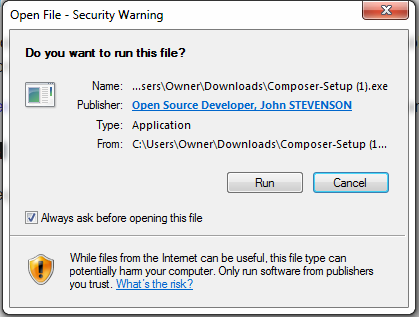 Open File - Security Warning
Do you want to run this file?
Name: ...sers\Owner\Downloads\Composer-Setup (1).exe
Publisher: Open Source Developer, John STEVENSON
Type: Application
From: C:\Users\Owner\Downloads\Composer-Setup (1...
Run Cancel
Always ask before opening this file
While files from the Internet can be useful, this file type can
potentially harm your computer. Only run software from publishers
you trust. What's the risk?